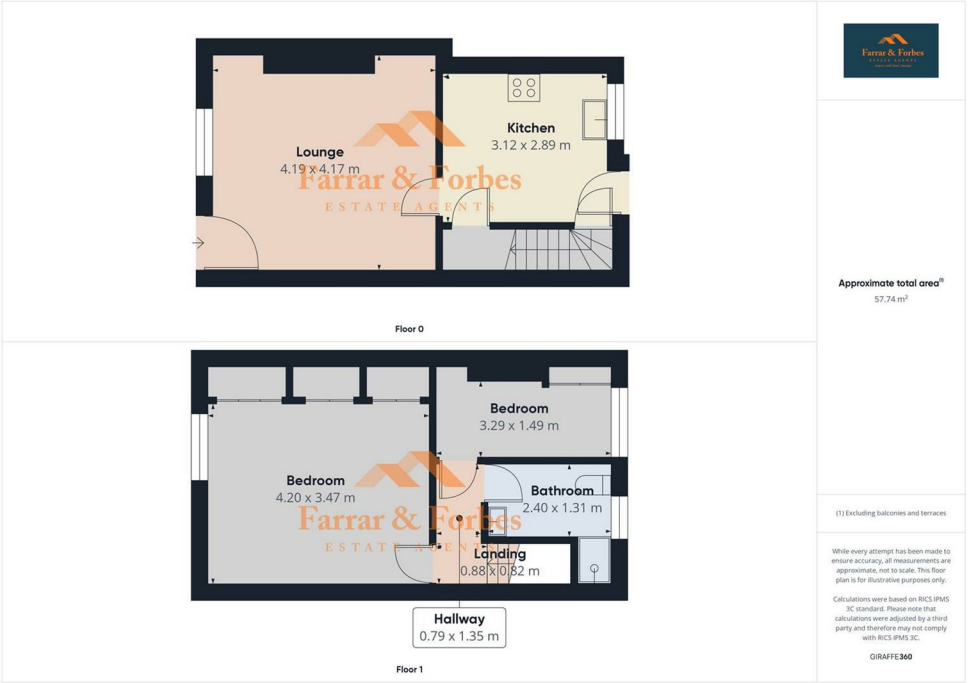 Farrar & Forbes
ESTATE AGENTS
Kitchen
3.12 x 2.89 m
Lounge
4.19 x 4.17 m
Farrar & Forbes
ESTATE AGENTS
Floor 0
Approximate total area(1)
57.74 m²
Bedroom
3.29 x 1.49 m
Bedroom
4.20 x 3.47 m
Bathroom
2.40 x 1.31 m
Farrar & Forbes
ESTATE AGENTS
Landing
0.88 x 0.82 m
Hallway
0.79 x 1.35 m
Floor 1
(1) Excluding balconies and terraces
While every attempt has been made to
ensure accuracy, all measurements are
approximate, not to scale. This floor
plan is for illustrative purposes only.
Calculations were based on RICS IPMS
3C standard. Please note that
calculations were adjusted by a third
party and therefore may not comply
with RICS IPMS 3C.
GIRAFFE360